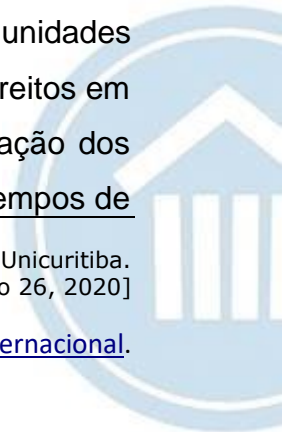 unidades
reitos em
ação dos
empos de
Unicuritiba.
o 26, 2020]
ernacional.